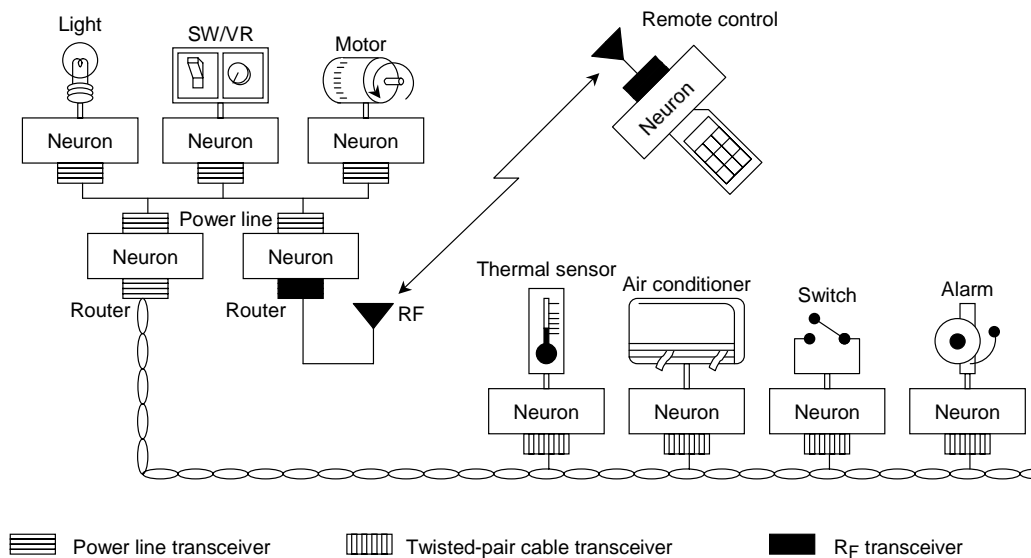 Remote control
Light
SW/VR
Motor
Neuron
Neuron
Neuron
Neuron
Power line
Neuron
Neuron
Router
Router
RF
Thermal sensor
Air conditioner
Switch
Alarm
Neuron
Neuron
Neuron
Neuron
Power line transceiver
Twisted-pair cable transceiver
RF transceiver